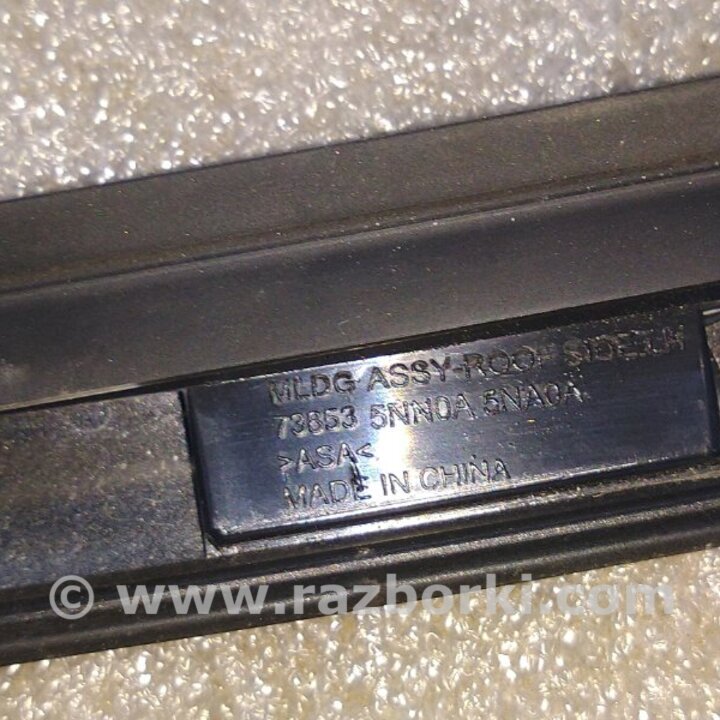 MLDG ASSY-ROOF SIDE,LH
73853 5NN0A 5NA0A
>ASA<
MADE IN CHINA
© www.razborki.com